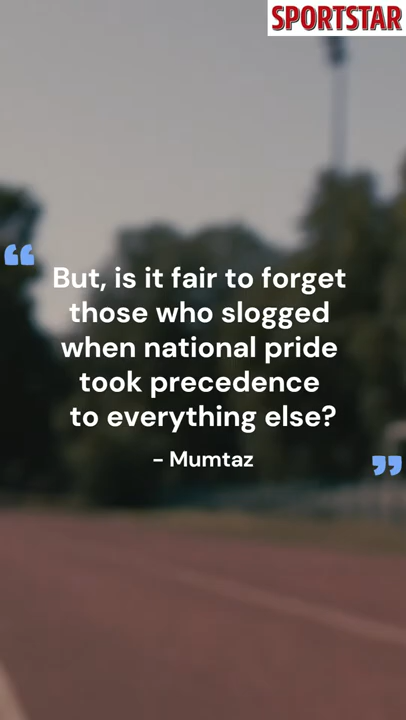 SPORTSTAR
“
But, is it fair to forget
those who slogged
when national pride
took precedence
to everything else?
- Mumtaz
”